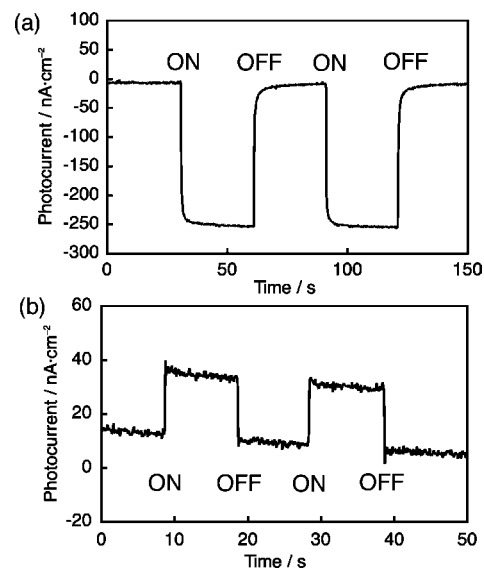 (a)
100
50
0
-50
-100
-150
-200
-250
-300
Photocurrent / nA·cm⁻²
ON OFF ON OFF
0 50 100 150
Time / s
(b)
60
40
20
0
-20
Photocurrent / nA·cm⁻²
ON OFF ON OFF
0 10 20 30 40 50
Time / s